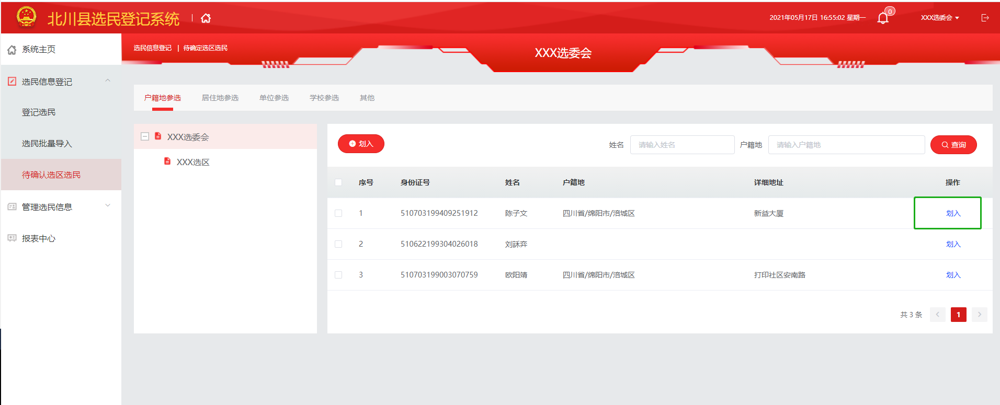 北川县选民登记系统
2021年05月17日 16:55:02 星期一
0
XXX选委会
系统主页
选民信息登记
登记选民
选民批量导入
待确认选区选民
管理选民信息
报表中心
选民信息登记 | 待确定选区选民
XXX选委会
户籍地参选 居住地参选 单位参选 学校参选 其他
XXX选委会
XXX选区
划入
姓名 请输入姓名 户籍地 请输入户籍地 查询
序号 身份证号 姓名 户籍地 详细地址 操作
1 510703199409251912 陈子文 四川省/绵阳市/涪城区 新益大厦 划入
2 510622199304026018 刘訸弈 划入
3 510703199003070759 欧阳靖 四川省/绵阳市/涪城区 打印社区安南路 划入
共 3 条 < 1 >